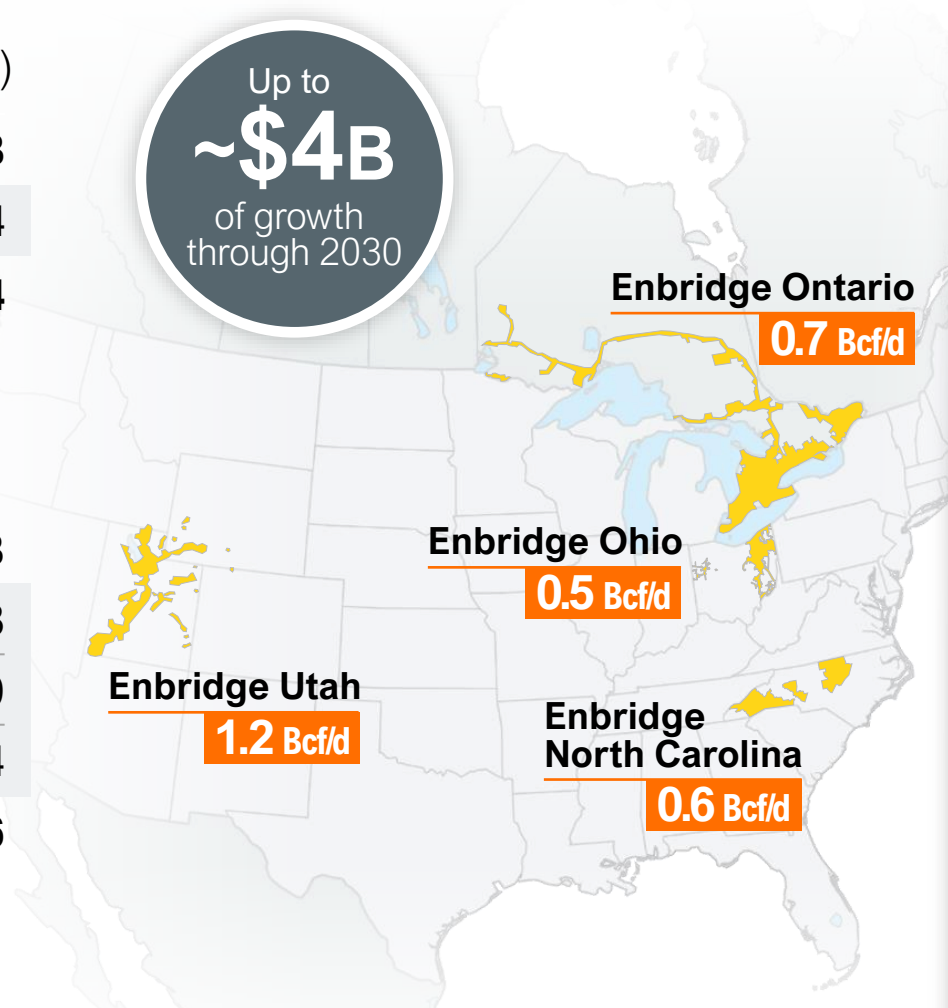 )
Up to
~$4B
of growth
through 2030
Enbridge Ontario
0.7 Bcf/d
Enbridge Ohio
0.5 Bcf/d
Enbridge Utah
1.2 Bcf/d
Enbridge
North Carolina
0.6 Bcf/d